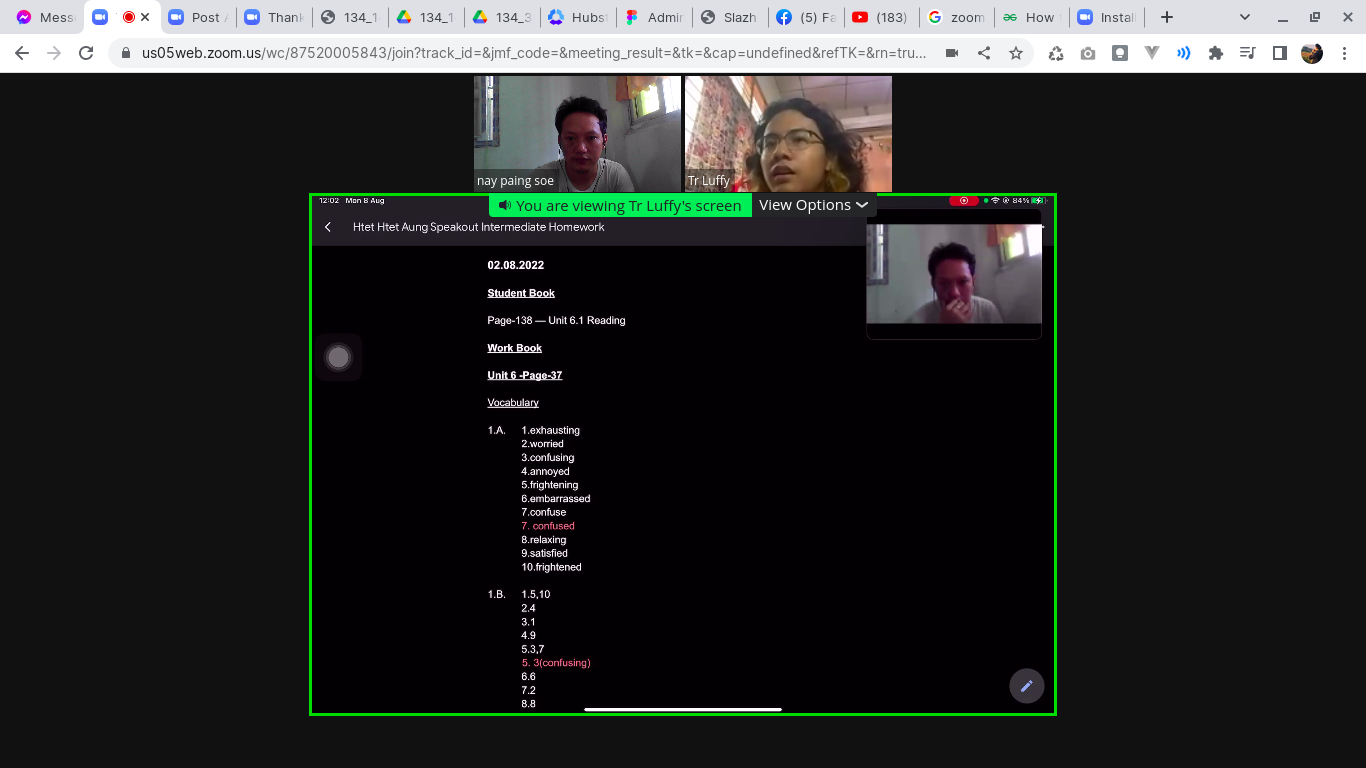 Mess
Post A
Thank
134_1
134_1
134_3
Hubst
Admin
Slazh
(5) Fa
(183)
zoom
How
Instal
us05web.zoom.us/wc/87520005843/join?track_id=&jmf_code=&meeting_result=&tk=&cap=undefined&refTK=&rn=tru...
nay paing soe
Tr Luffy
You are viewing Tr Luffy's screen
View Options
12:02 Mon 8 Aug
84%
Htet Htet Aung Speakout Intermediate Homework
02.08.2022
Student Book
Page-138 — Unit 6.1 Reading
Work Book
Unit 6 -Page-37
Vocabulary
1.A. 1.exhausting
2.worried
3.confusing
4.annoyed
5.frightening
6.embarrassed
7.confuse
7. confused
8.relaxing
9.satisfied
10.frightened
1.B. 1.5,10
2.4
3.1
4.9
5.3,7
5. 3(confusing)
6.6
7.2
8.8